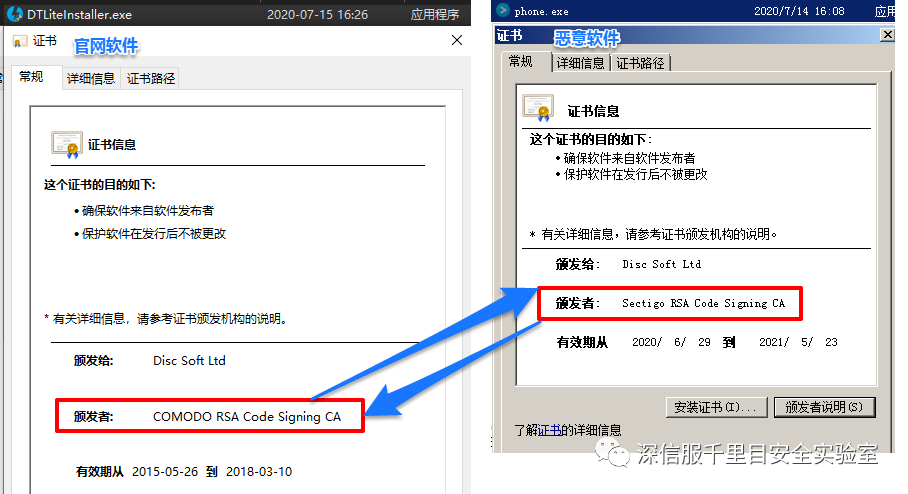 DTLiteInstaller.exe 2020-07-15 16:26 应用程序
证书 官网软件
常规 详细信息 证书路径
证书信息
这个证书的目的如下:
• 确保软件来自软件发布者
• 保护软件在发行后不被更改
* 有关详细信息，请参考证书颁发机构的说明。
颁发给: Disc Soft Ltd
颁发者: COMODO RSA Code Signing CA
有效期从 2015-05-26 到 2018-03-10
phone.exe 2020/7/14 16:08 应用
证书 恶意软件
常规 详细信息 证书路径
证书信息
这个证书的目的如下:
• 确保软件来自软件发布者
• 保护软件在发行后不被更改
* 有关详细信息，请参考证书颁发机构的说明。
颁发给: Disc Soft Ltd
颁发者: Sectigo RSA Code Signing CA
有效期从 2020/ 6/ 29 到 2021/ 5/ 23
安装证书(I)... 颁发者说明(S)
了解证书的详细信息
深信服千里目安全实验室